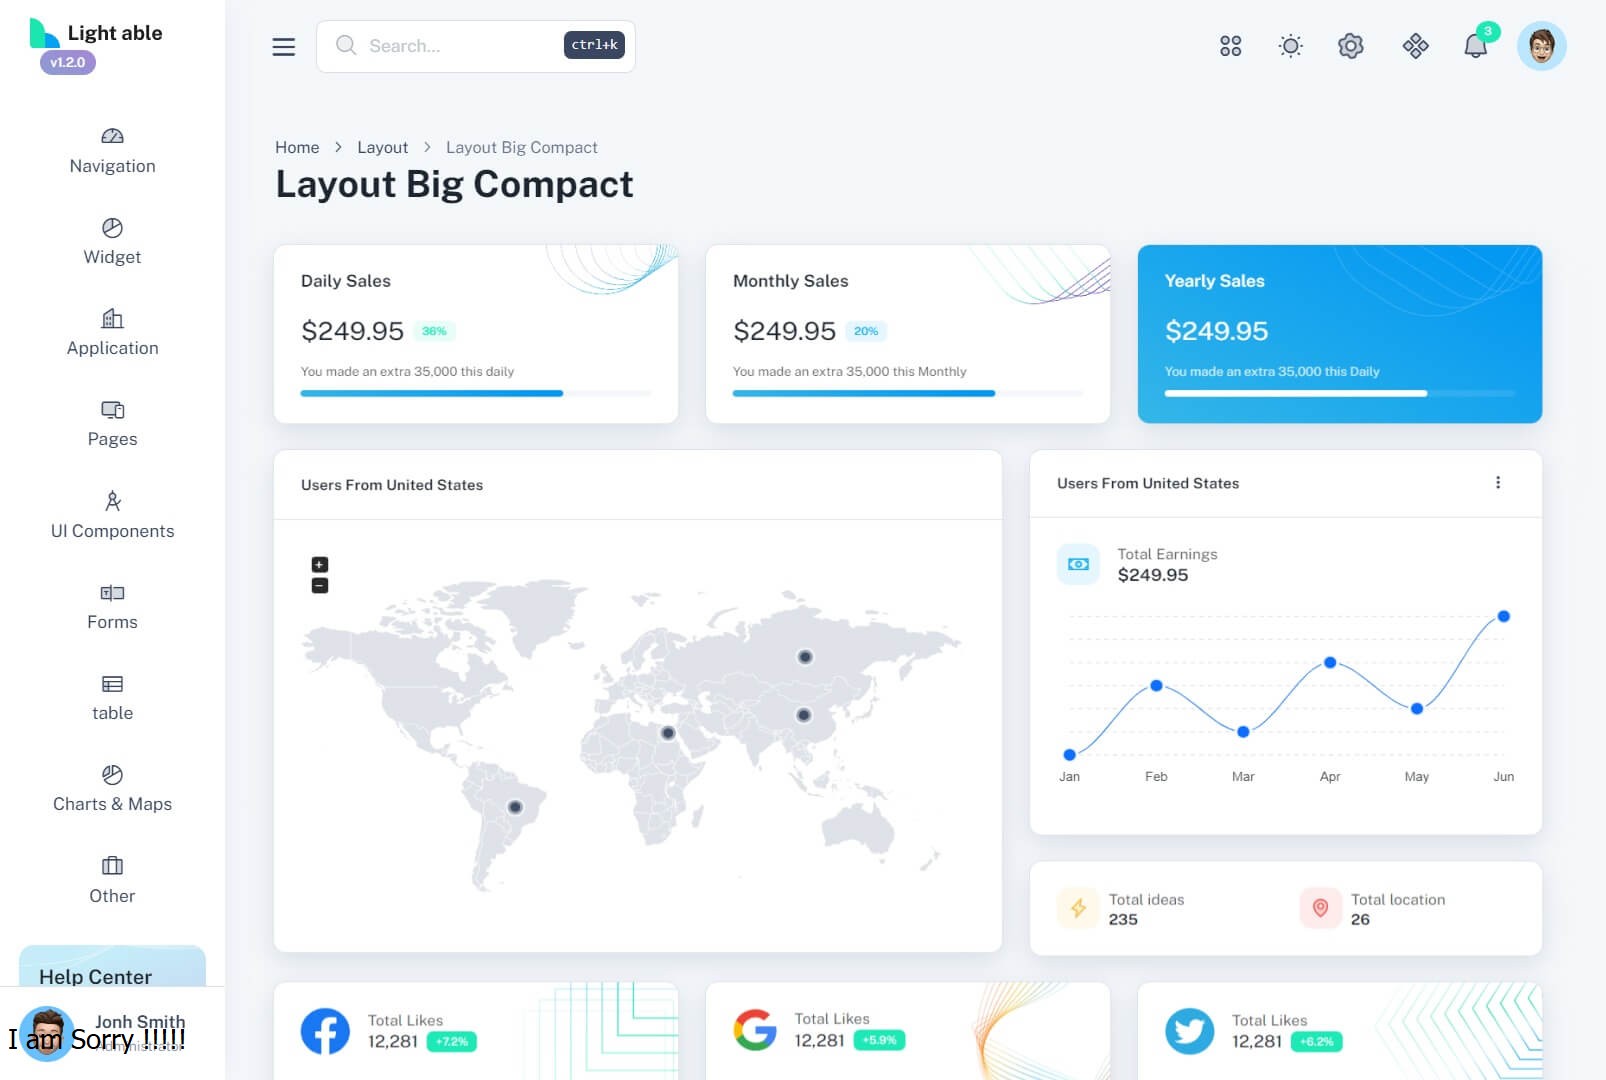 Light able
v1.2.0
Navigation
Widget
Application
Pages
UI Components
Forms
table
Charts & Maps
Other
Help Center
Jonh Smith
Administrator
I am Sorry !!!!!
Search...
ctrl+k
3
Home > Layout > Layout Big Compact
Layout Big Compact
Daily Sales
$249.95 36%
You made an extra 35,000 this daily
Monthly Sales
$249.95 20%
You made an extra 35,000 this Monthly
Yearly Sales
$249.95
You made an extra 35,000 this Daily
Users From United States
+
−
Users From United States
Total Earnings
$249.95
Jan Feb Mar Apr May Jun
Total ideas
235
Total location
26
Total Likes
12,281 +7.2%
Total Likes
12,281 +5.9%
Total Likes
12,281 +6.2%